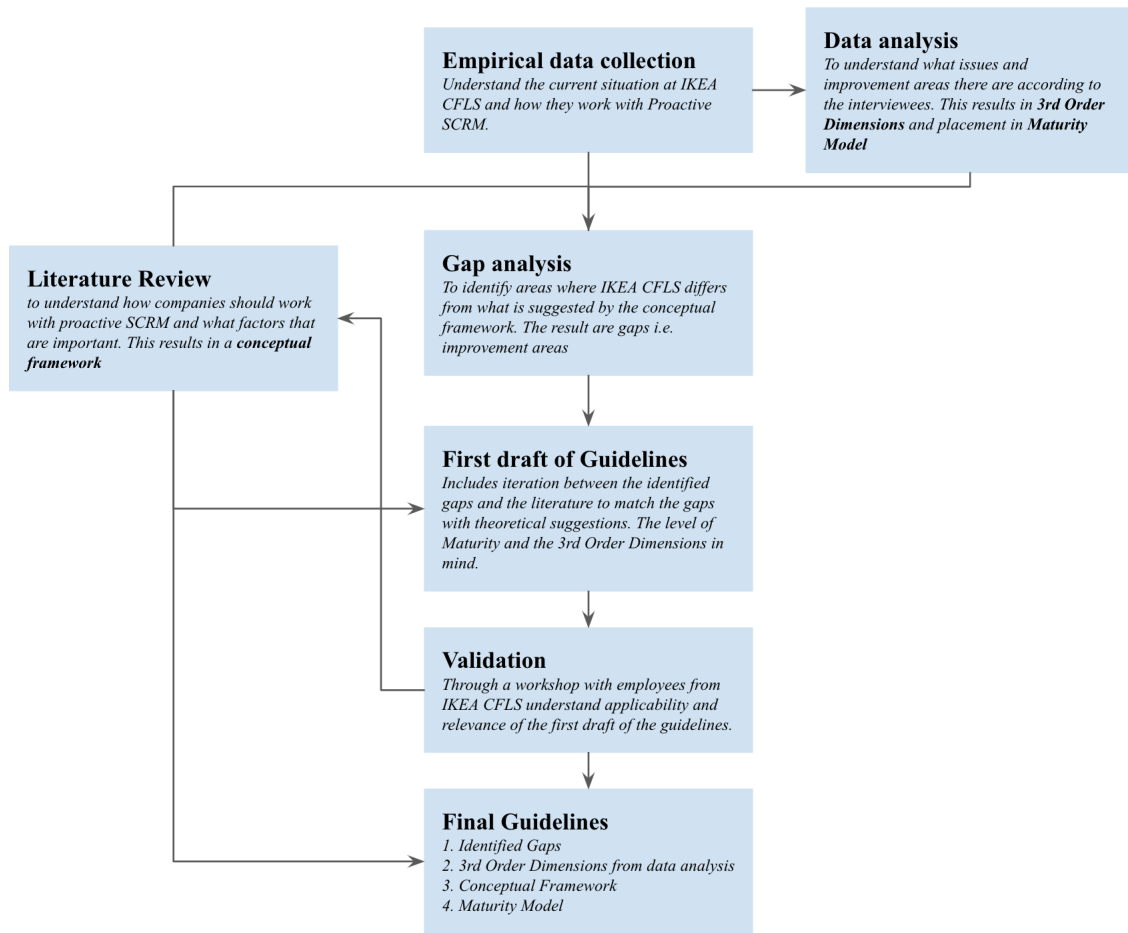 Empirical data collection
Understand the current situation at IKEA
CFLS and how they work with Proactive
SCRM.
Data analysis
To understand what issues and
improvement areas there are according to
the interviewees. This results in 3rd Order
Dimensions and placement in Maturity
Model
Literature Review
to understand how companies should work
with proactive SCRM and what factors that
are important. This results in a conceptual
framework
Gap analysis
To identify areas where IKEA CFLS differs
from what is suggested by the conceptual
framework. The result are gaps i.e.
improvement areas
First draft of Guidelines
Includes iteration between the identified
gaps and the literature to match the gaps
with theoretical suggestions. The level of
Maturity and the 3rd Order Dimensions in
mind.
Validation
Through a workshop with employees from
IKEA CFLS understand applicability and
relevance of the first draft of the guidelines.
Final Guidelines
1. Identified Gaps
2. 3rd Order Dimensions from data analysis
3. Conceptual Framework
4. Maturity Model